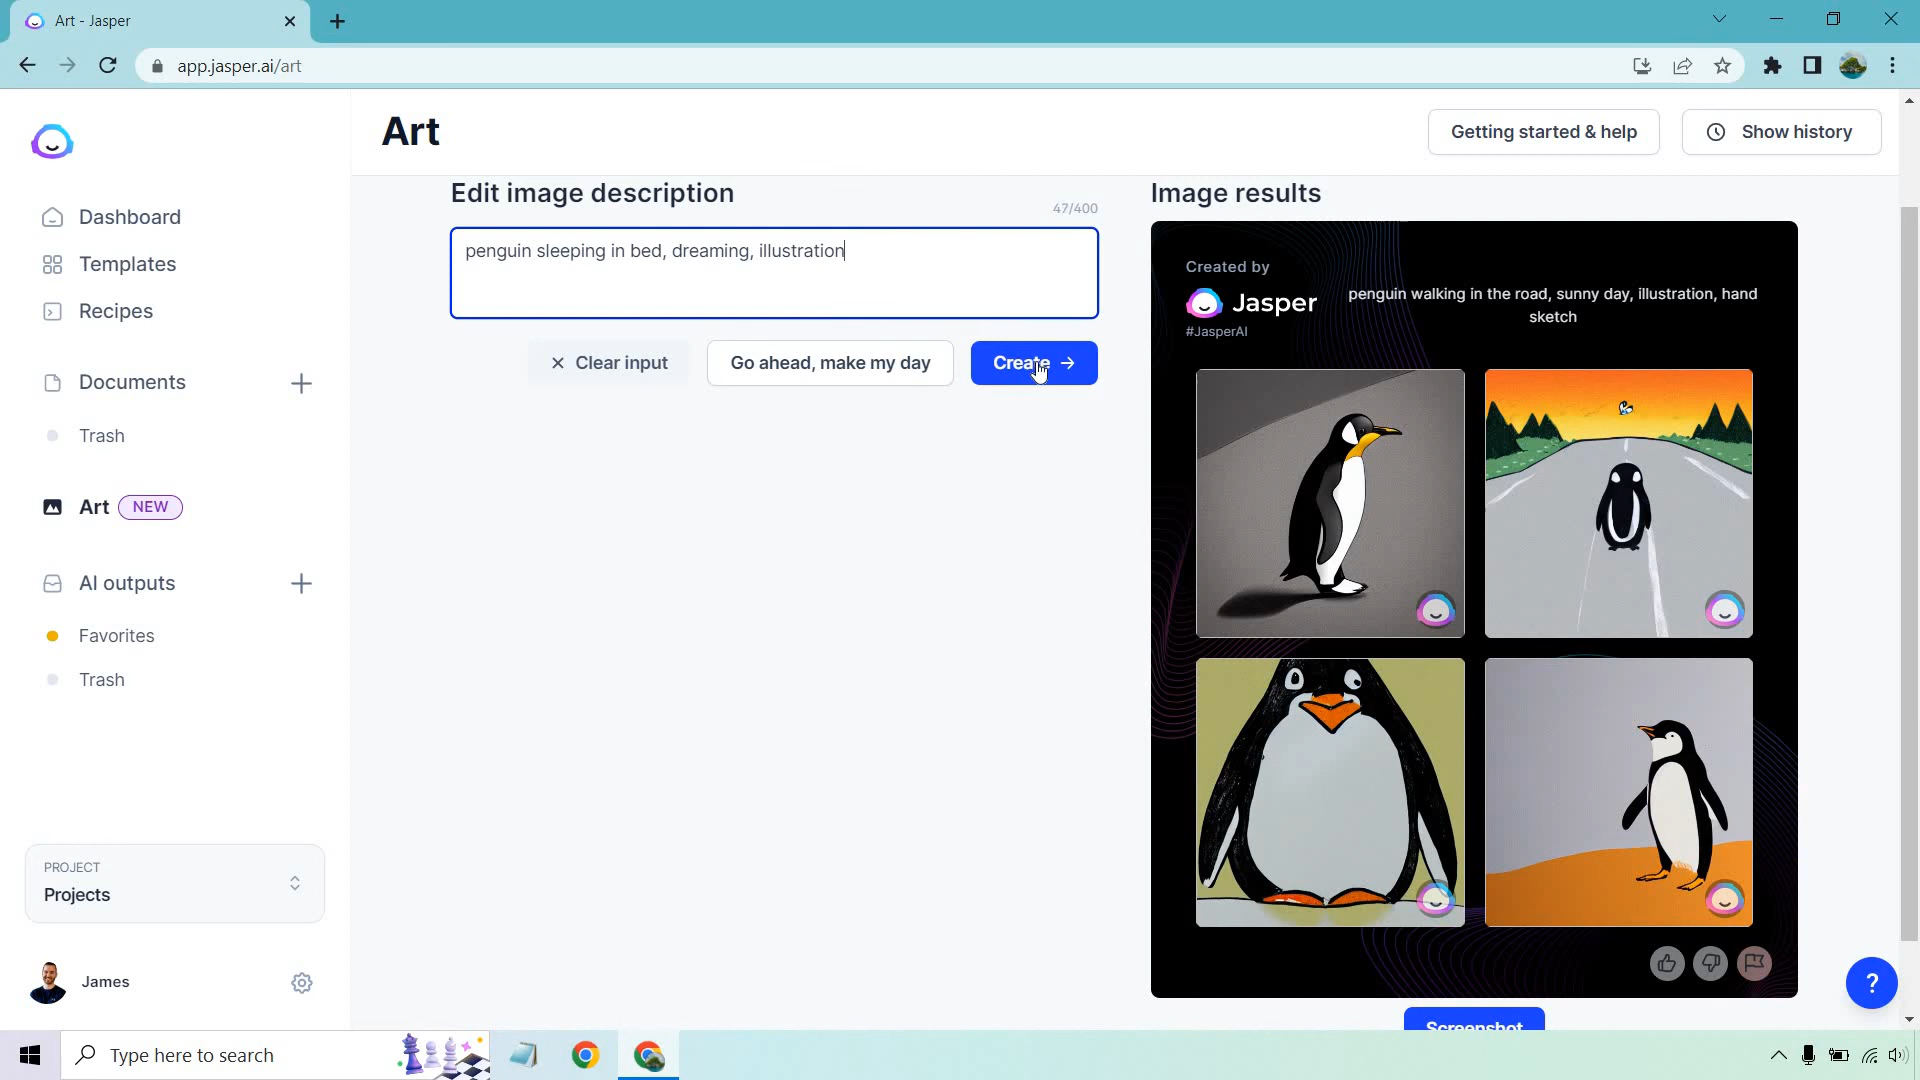 Art - Jasper
app.jasper.ai/art
Art
Getting started & help
Show history
Dashboard
Templates
Recipes
Documents
Trash
Art NEW
AI outputs
Favorites
Trash
PROJECT
Projects
James
Edit image description
47/400
penguin sleeping in bed, dreaming, illustration
Clear input
Go ahead, make my day
Create
Image results
Created by
Jasper
#JasperAI
penguin walking in the road, sunny day, illustration, hand
sketch
Screenshot
?
Type here to search